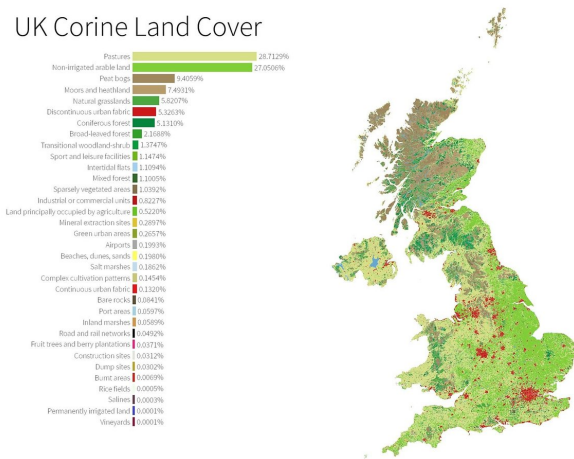 UK Corine Land Cover
Pastures 28.7129%
Non-irrigated arable land 27.0506%
Peat bogs 9.4059%
Moors and heathland 7.4931%
Natural grasslands 5.8207%
Discontinuous urban fabric 5.3263%
Coniferous forest 5.1310%
Broad-leaved forest 2.1688%
Transitional woodland-shrub 1.3747%
Sport and leisure facilities 1.1474%
Intertidal flats 1.1094%
Mixed forest 1.1005%
Sparsely vegetated areas 1.0392%
Industrial or commercial units 0.8227%
Land principally occupied by agriculture 0.5220%
Mineral extraction sites 0.2897%
Green urban areas 0.2657%
Airports 0.1993%
Beaches, dunes, sands 0.1980%
Salt marshes 0.1862%
Complex cultivation patterns 0.1454%
Continuous urban fabric 0.1320%
Bare rocks 0.0841%
Port areas 0.0597%
Inland marshes 0.0589%
Road and rail networks 0.0492%
Fruit trees and berry plantations 0.0371%
Construction sites 0.0312%
Dump sites 0.0302%
Burnt areas 0.0069%
Rice fields 0.0005%
Salines 0.0003%
Permanently irrigated land 0.0001%
Vineyards 0.0001%